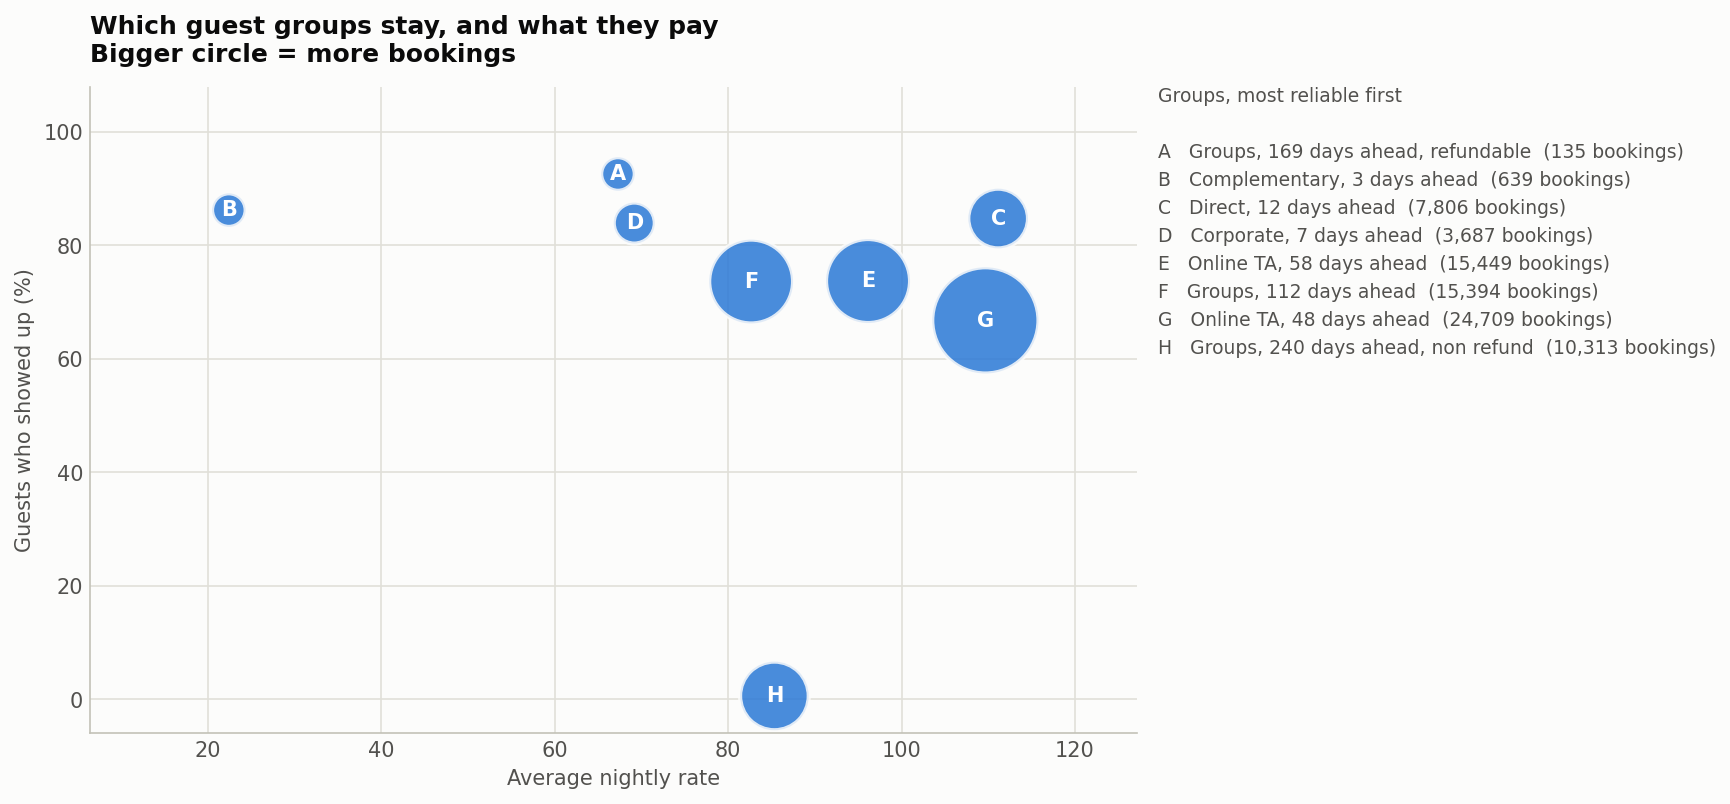 Which guest groups stay, and what they pay
Bigger circle = more bookings
Guests who showed up (%)
100
80
60
40
20
0
A
B
D
C
F
E
G
H
20
40
60
80
100
120
Average nightly rate
Groups, most reliable first
A Groups, 169 days ahead, refundable (135 bookings)
B Complementary, 3 days ahead (639 bookings)
C Direct, 12 days ahead (7,806 bookings)
D Corporate, 7 days ahead (3,687 bookings)
E Online TA, 58 days ahead (15,449 bookings)
F Groups, 112 days ahead (15,394 bookings)
G Online TA, 48 days ahead (24,709 bookings)
H Groups, 240 days ahead, non refund (10,313 bookings)